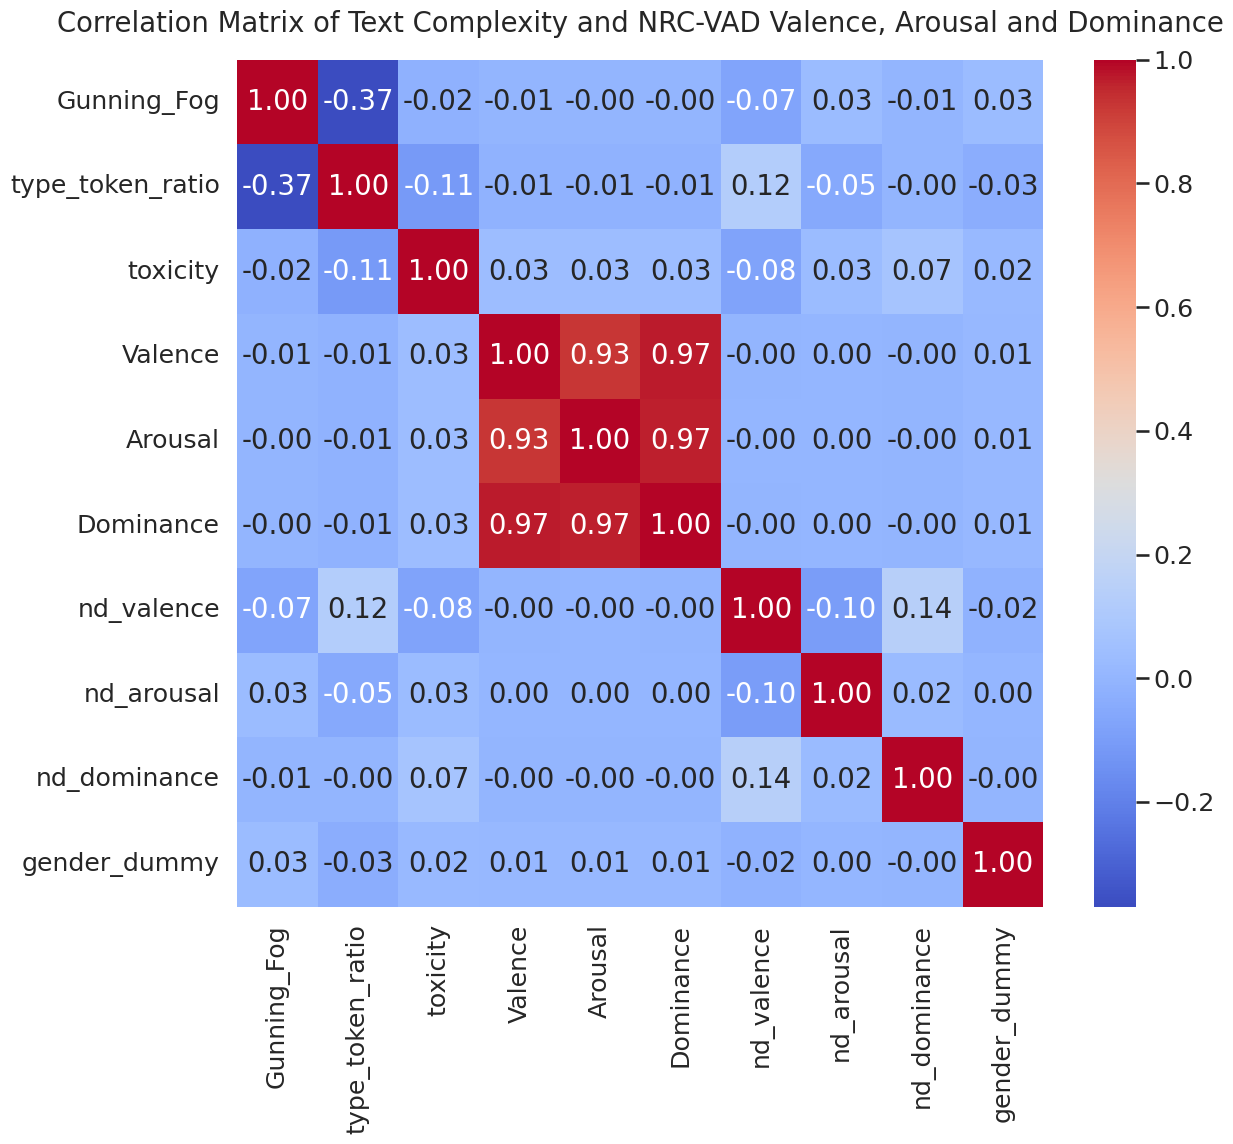 Correlation Matrix of Text Complexity and NRC-VAD Valence, Arousal and Dominance
Gunning_Fog 1.00 -0.37 -0.02 -0.01 -0.00 -0.00 -0.07 0.03 -0.01 0.03
type_token_ratio -0.37 1.00 -0.11 -0.01 -0.01 -0.01 0.12 -0.05 -0.00 -0.03
toxicity -0.02 -0.11 1.00 0.03 0.03 0.03 -0.08 0.03 0.07 0.02
Valence -0.01 -0.01 0.03 1.00 0.93 0.97 -0.00 0.00 -0.00 0.01
Arousal -0.00 -0.01 0.03 0.93 1.00 0.97 -0.00 0.00 -0.00 0.01
Dominance -0.00 -0.01 0.03 0.97 0.97 1.00 -0.00 0.00 -0.00 0.01
nd_valence -0.07 0.12 -0.08 -0.00 -0.00 -0.00 1.00 -0.10 0.14 -0.02
nd_arousal 0.03 -0.05 0.03 0.00 0.00 0.00 -0.10 1.00 0.02 0.00
nd_dominance -0.01 -0.00 0.07 -0.00 -0.00 -0.00 0.14 0.02 1.00 -0.00
gender_dummy 0.03 -0.03 0.02 0.01 0.01 0.01 -0.02 0.00 -0.00 1.00
Gunning_Fog
type_token_ratio
toxicity
Valence
Arousal
Dominance
nd_valence
nd_arousal
nd_dominance
gender_dummy
1.0
0.8
0.6
0.4
0.2
0.0
−0.2